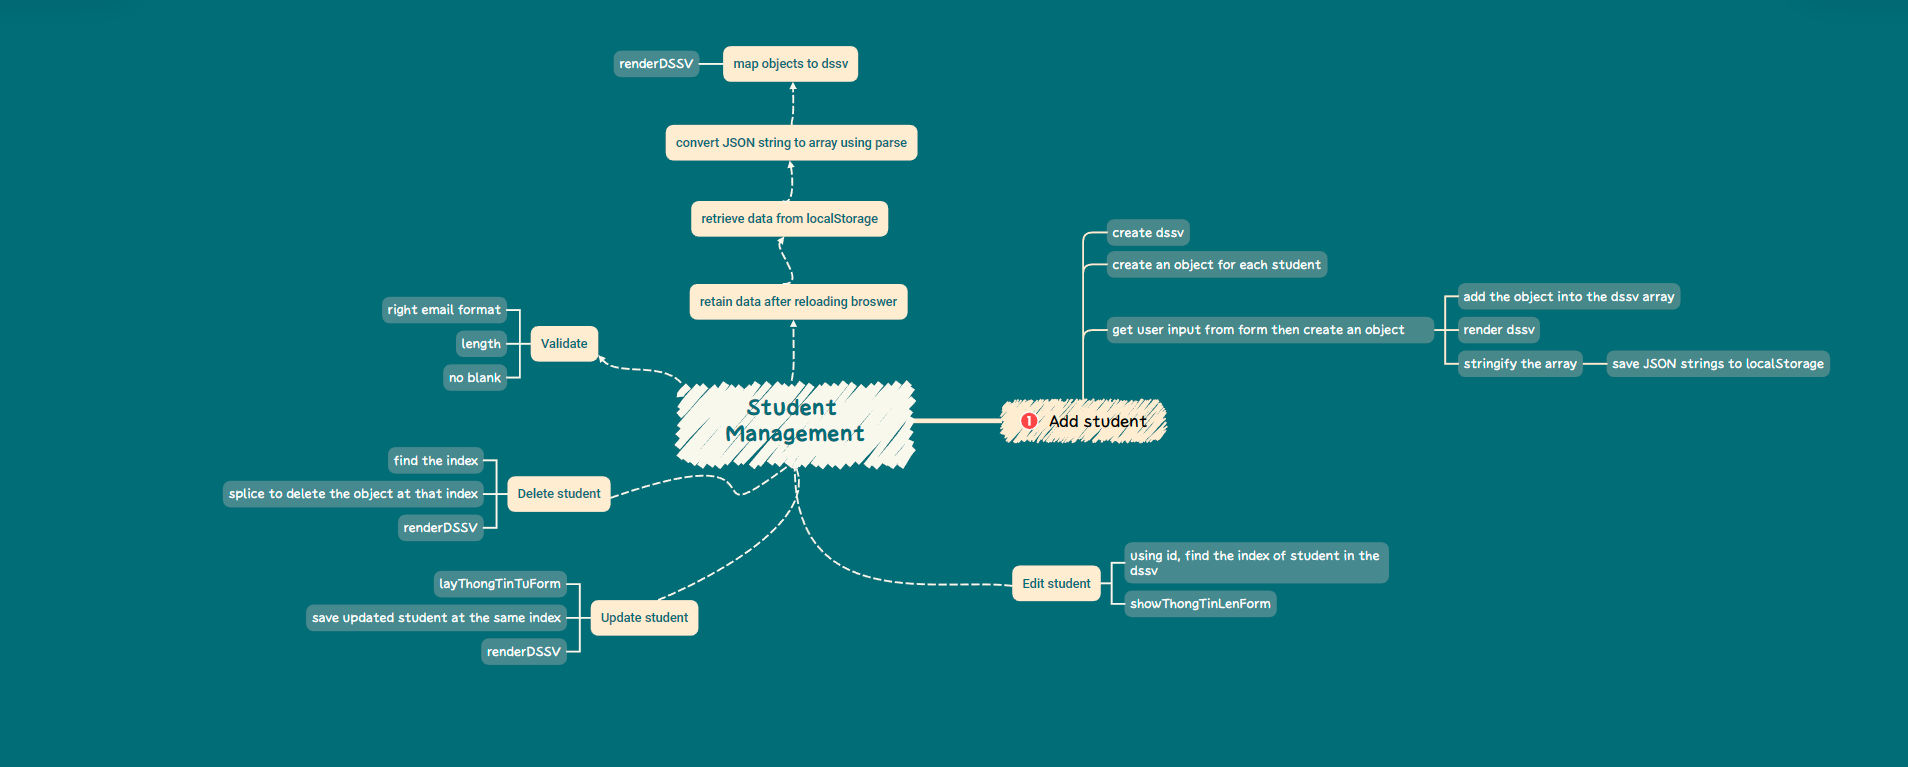 renderDSSV
map objects to dssv
convert JSON string to array using parse
retrieve data from localStorage
retain data after reloading broswer
right email format
length
no blank
Validate
Student
Management
1 Add student
create dssv
create an object for each student
get user input from form then create an object
add the object into the dssv array
render dssv
stringify the array
save JSON strings to localStorage
find the index
splice to delete the object at that index
renderDSSV
Delete student
layThongTinTuForm
save updated student at the same index
renderDSSV
Update student
Edit student
using id, find the index of student in the
dssv
showThongTinLenForm